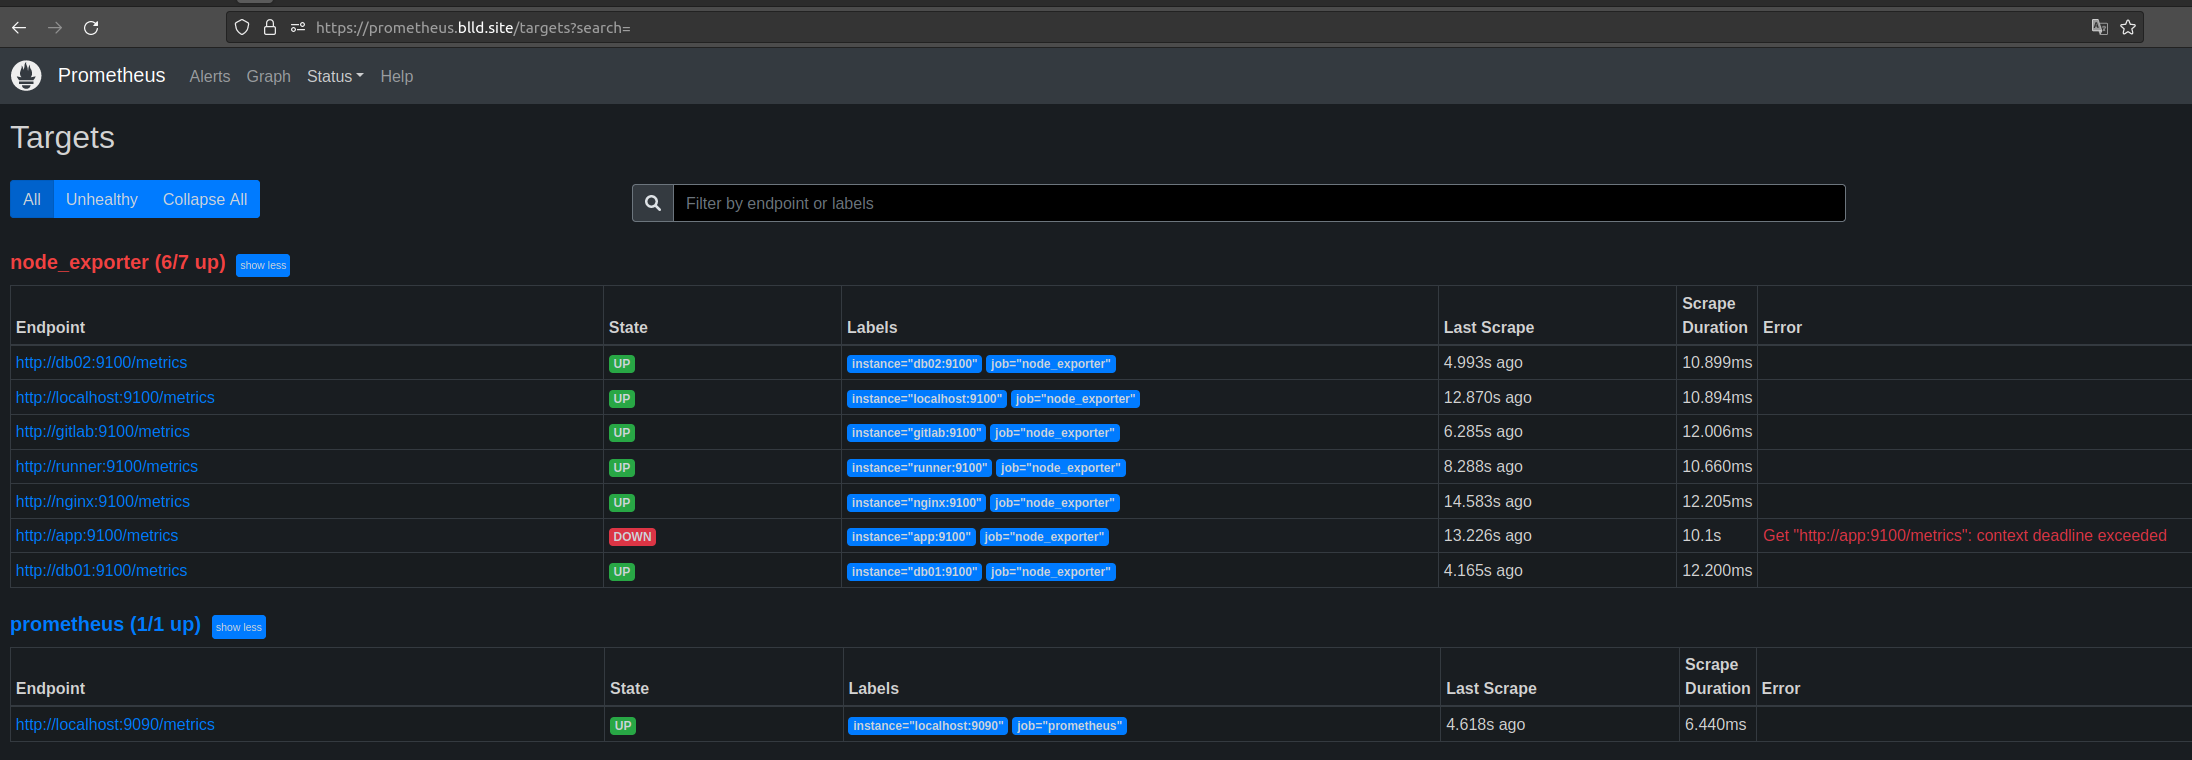 https://prometheus.blld.site/targets?search=
Prometheus Alerts Graph Status Help
Targets
All Unhealthy Collapse All
Filter by endpoint or labels
node_exporter (6/7 up) show less
Endpoint State Labels Last Scrape Scrape Duration Error
http://db02:9100/metrics UP instance="db02:9100" job="node_exporter" 4.993s ago 10.899ms
http://localhost:9100/metrics UP instance="localhost:9100" job="node_exporter" 12.870s ago 10.894ms
http://gitlab:9100/metrics UP instance="gitlab:9100" job="node_exporter" 6.285s ago 12.006ms
http://runner:9100/metrics UP instance="runner:9100" job="node_exporter" 8.288s ago 10.660ms
http://nginx:9100/metrics UP instance="nginx:9100" job="node_exporter" 14.583s ago 12.205ms
http://app:9100/metrics DOWN instance="app:9100" job="node_exporter" 13.226s ago 10.1s Get "http://app:9100/metrics": context deadline exceeded
http://db01:9100/metrics UP instance="db01:9100" job="node_exporter" 4.165s ago 12.200ms
prometheus (1/1 up) show less
Endpoint State Labels Last Scrape Scrape Duration Error
http://localhost:9090/metrics UP instance="localhost:9090" job="prometheus" 4.618s ago 6.440ms